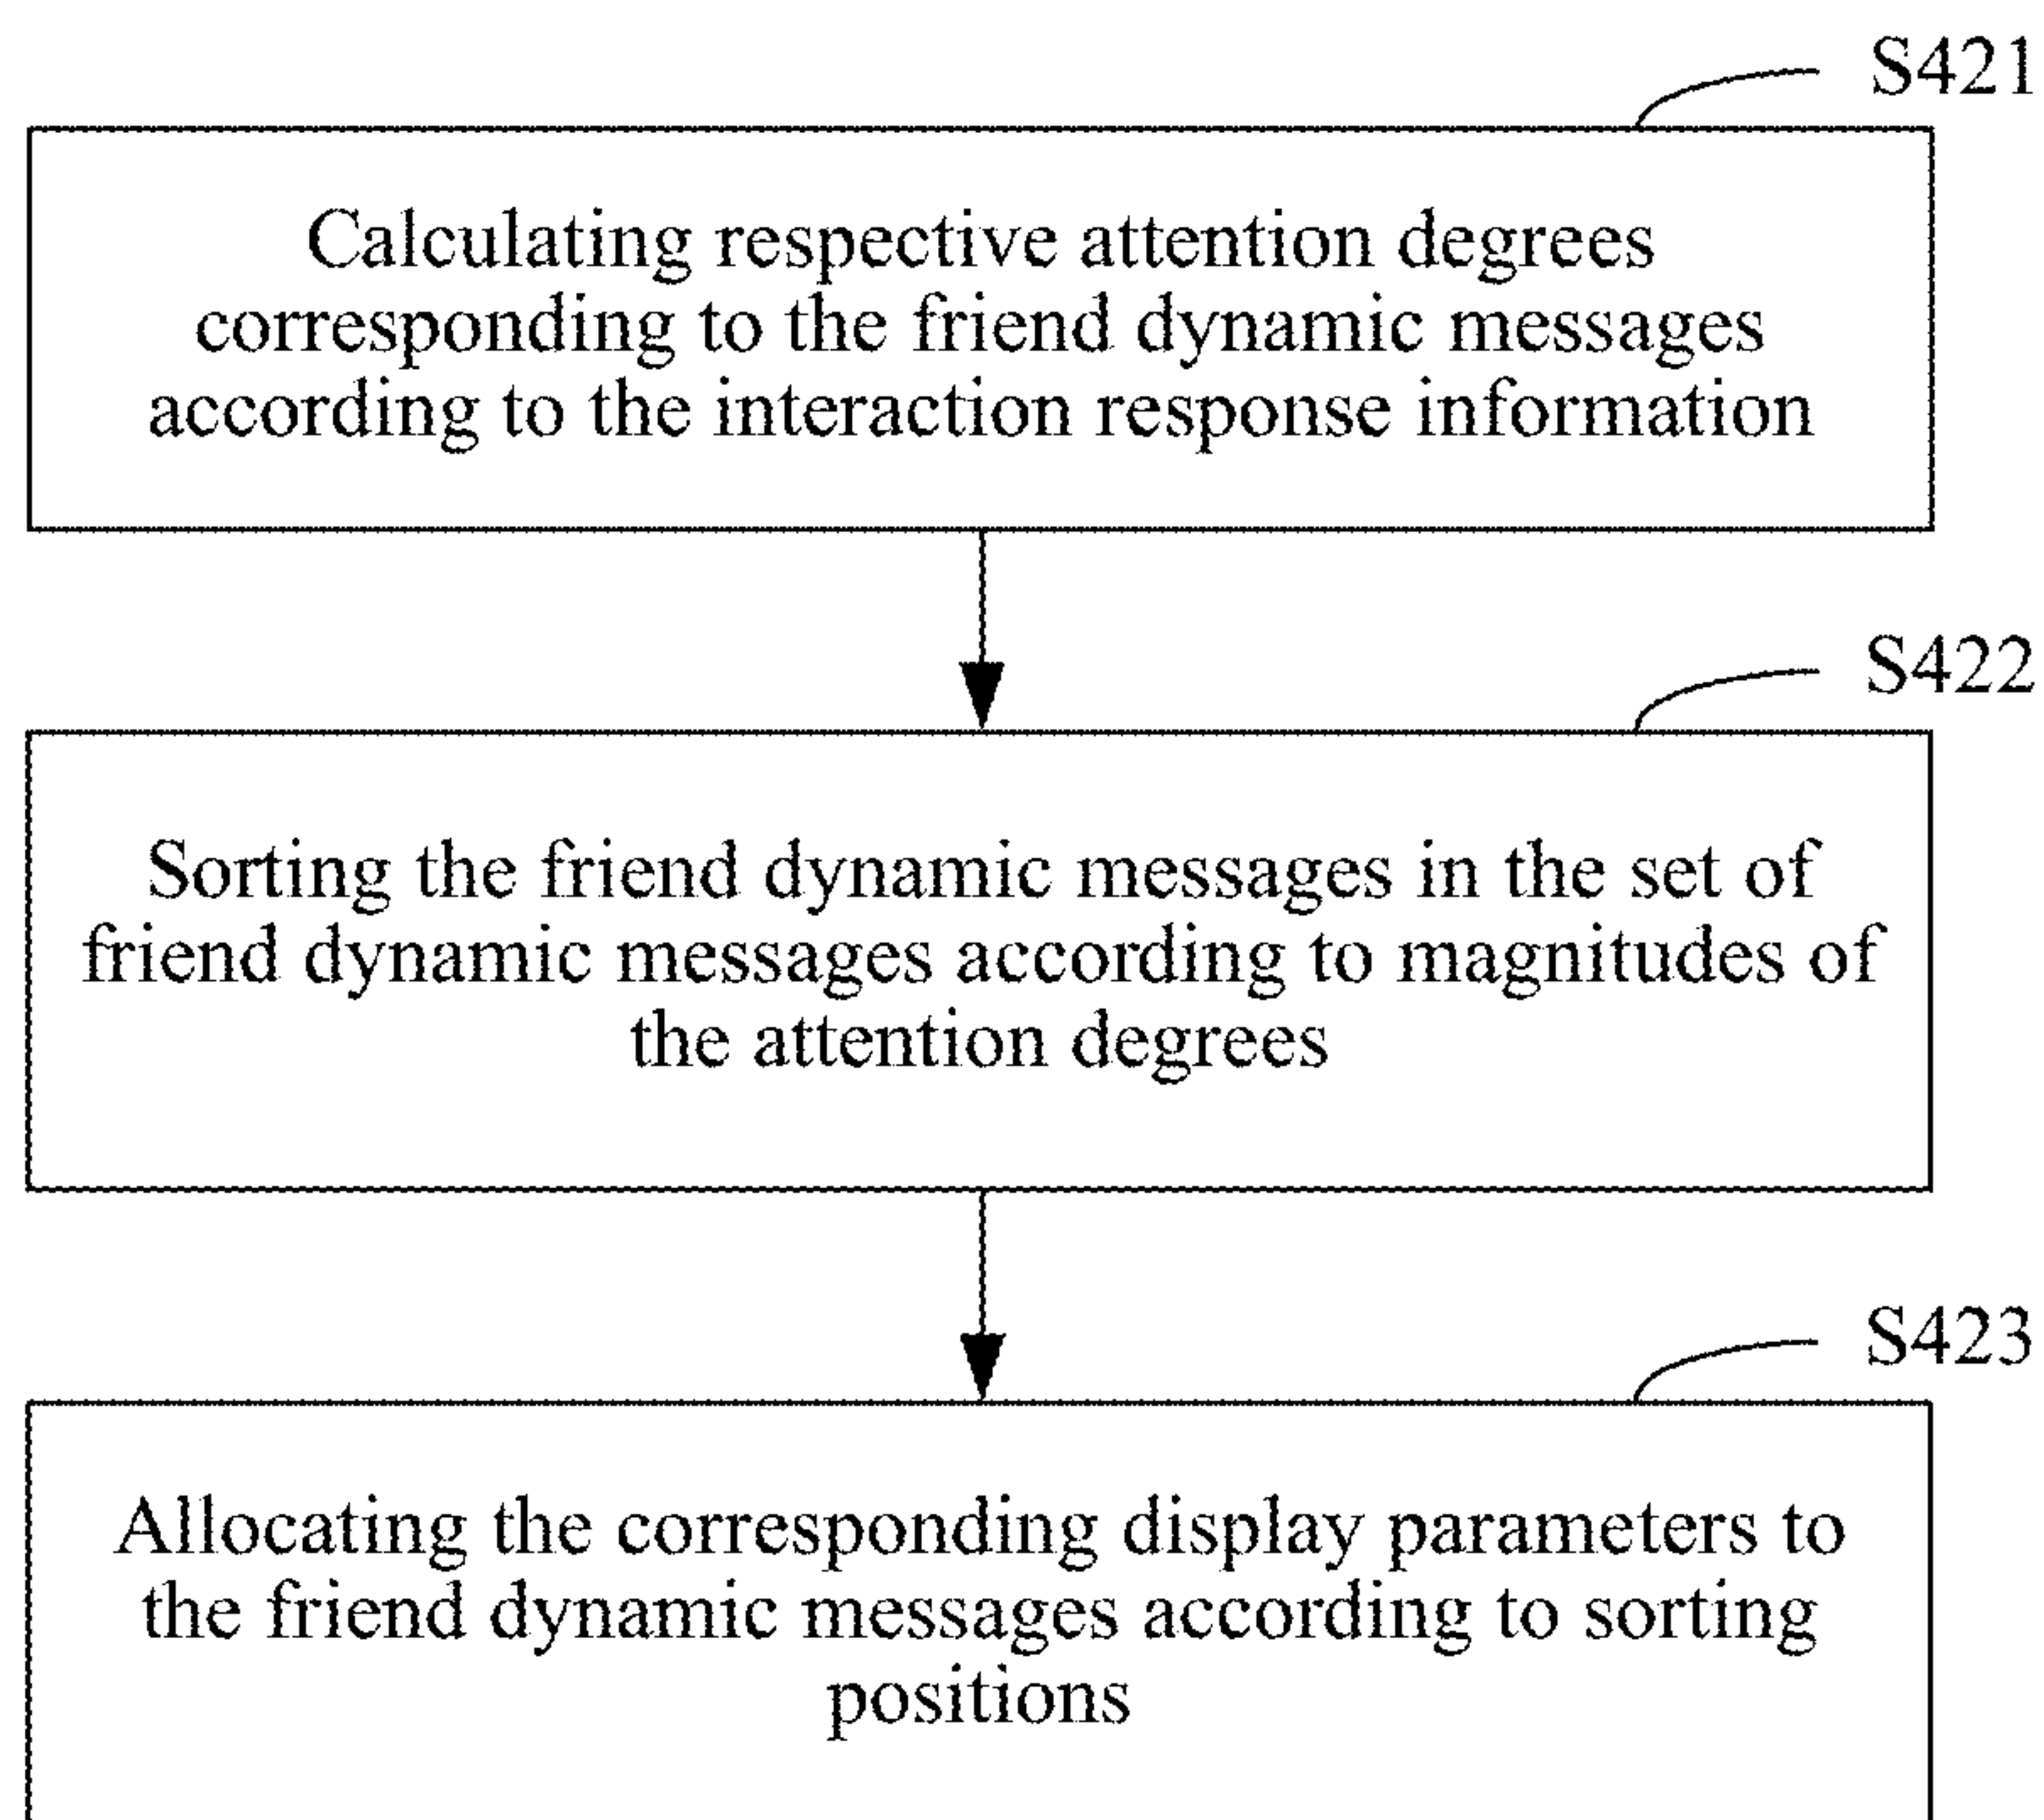 S421
Calculating respective attention degrees
corresponding to the friend dynamic messages
according to the interaction response information
S422
Sorting the friend dynamic messages in the set of
friend dynamic messages according to magnitudes of
the attention degrees
S423
Allocating the corresponding display parameters to
the friend dynamic messages according to sorting
positions